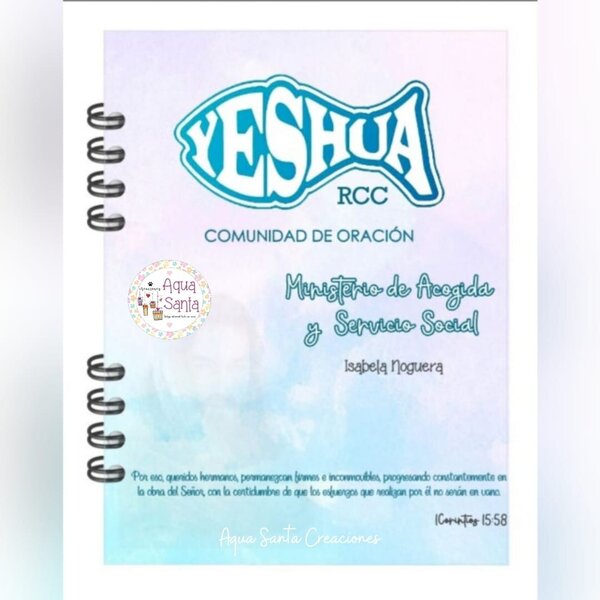 YESHUA
RCC
COMUNIDAD DE ORACIÓN
Aqua
Santa
Ministerio de Acogida
y Servicio Social
Isabela Noguera
Por eso, queridos hermanos, permanezcan firmes e inconmovibles, progresando constantemente en
la obra del Señor, con la certidumbre de que los esfuerzos que realizan por él no serán en vano.
1Corintios 15:58
Aqua Santa Creaciones